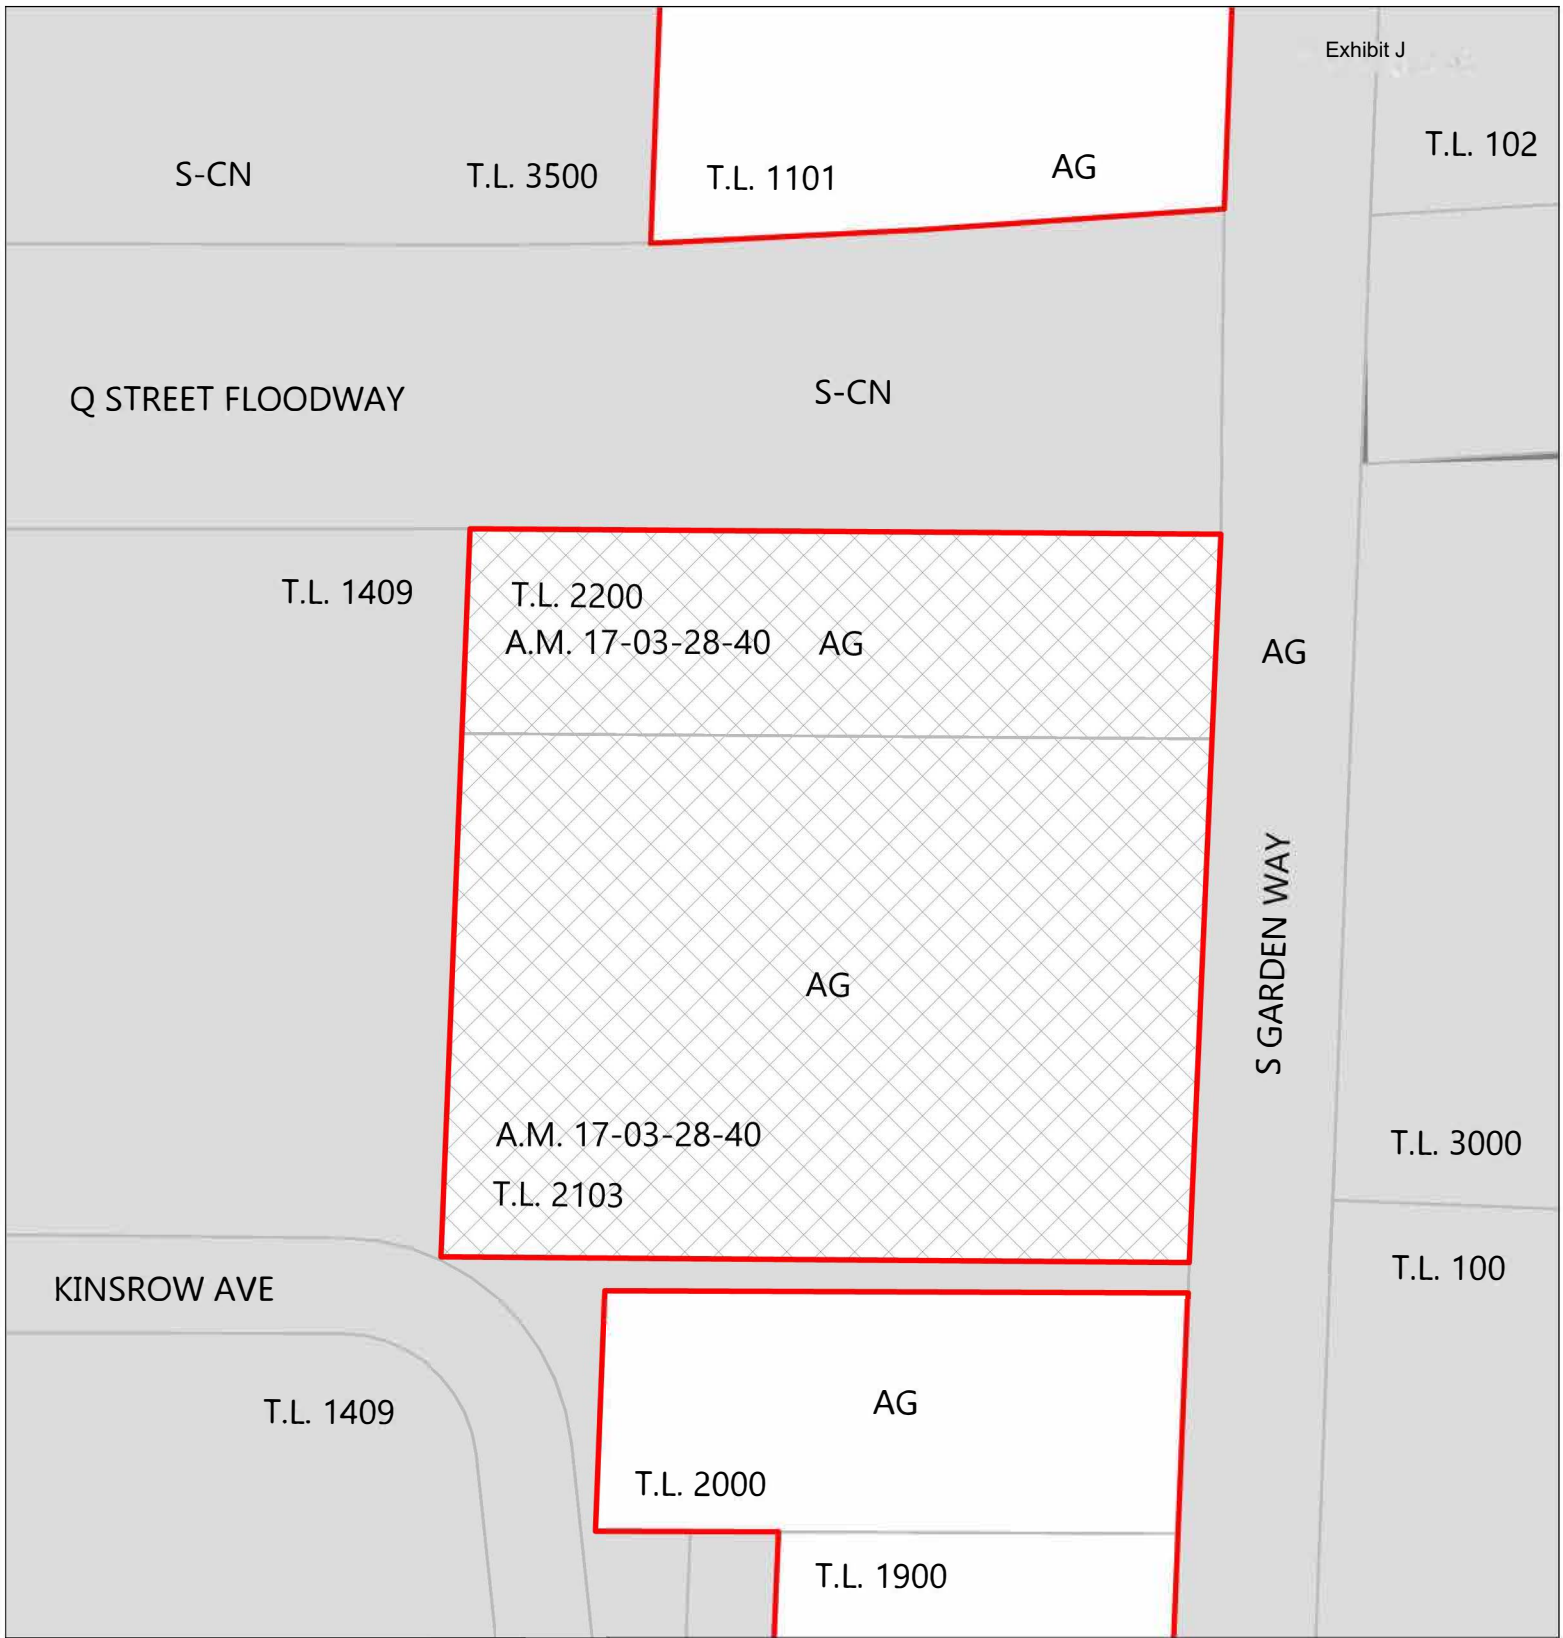 Exhibit J
T.L. 102
S-CN
T.L. 3500
T.L. 1101
AG
Q STREET FLOODWAY
S-CN
T.L. 1409
T.L. 2200
A.M. 17-03-28-40
AG
AG
S GARDEN WAY
AG
A.M. 17-03-28-40
T.L. 2103
T.L. 3000
KINSROW AVE
T.L. 100
T.L. 1409
AG
T.L. 2000
T.L. 1900